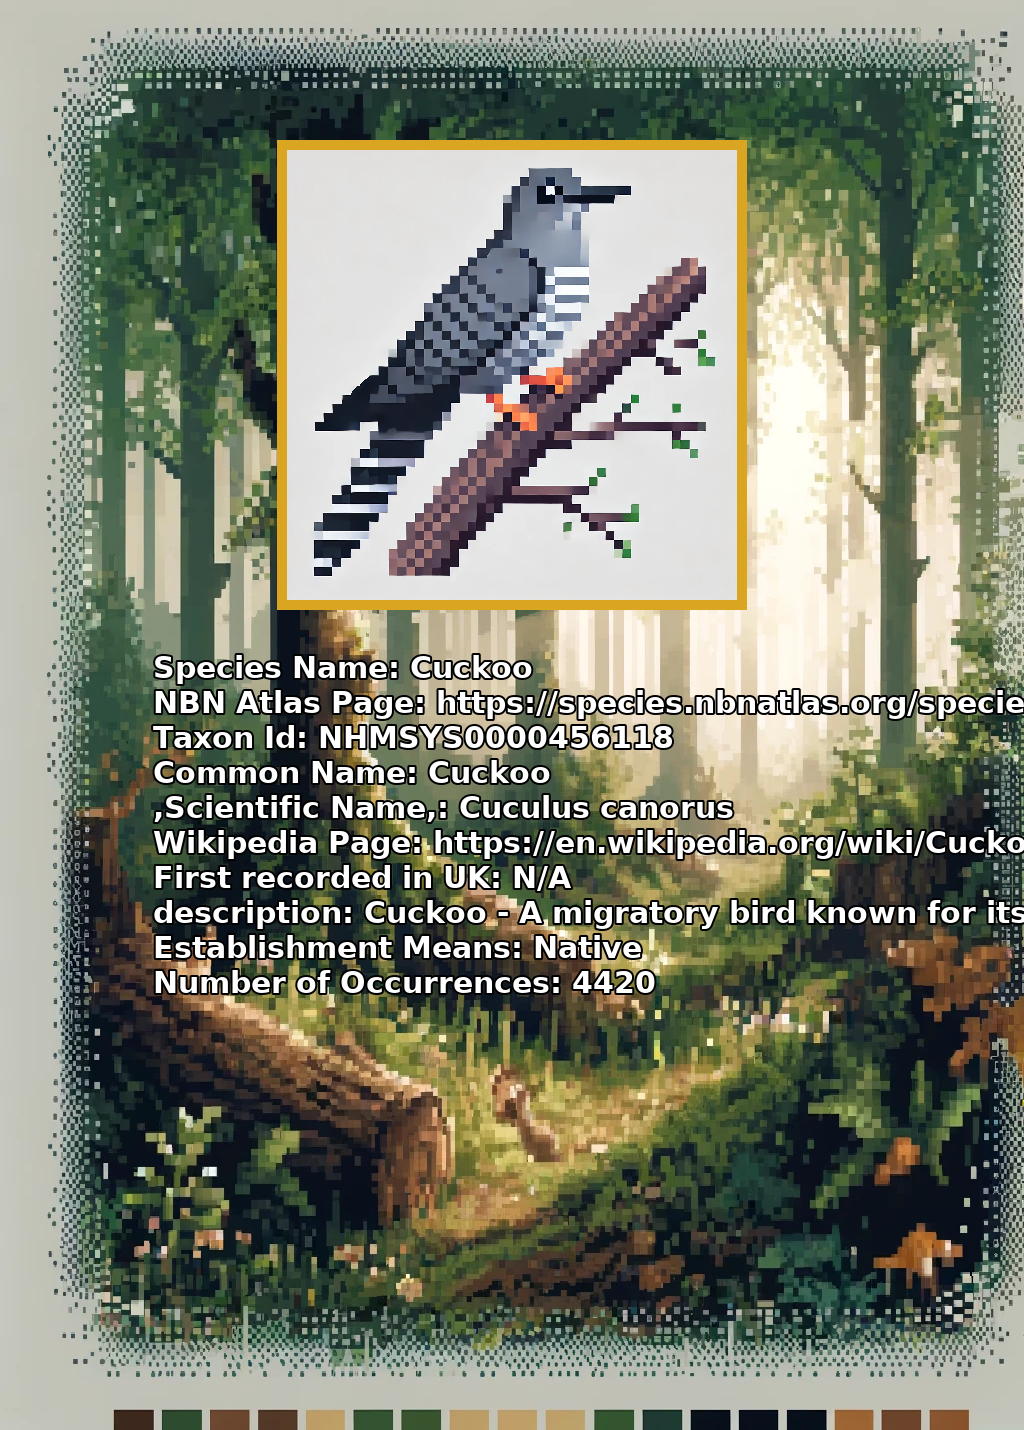 Species Name: Cuckoo
NBN Atlas Page: https://species.nbnatlas.org/specie
Taxon Id: NHMSYS0000456118
Common Name: Cuckoo
,Scientific Name,: Cuculus canorus
Wikipedia Page: https://en.wikipedia.org/wiki/Cucko
First recorded in UK: N/A
description: Cuckoo - A migratory bird known for its
Establishment Means: Native
Number of Occurrences: 4420